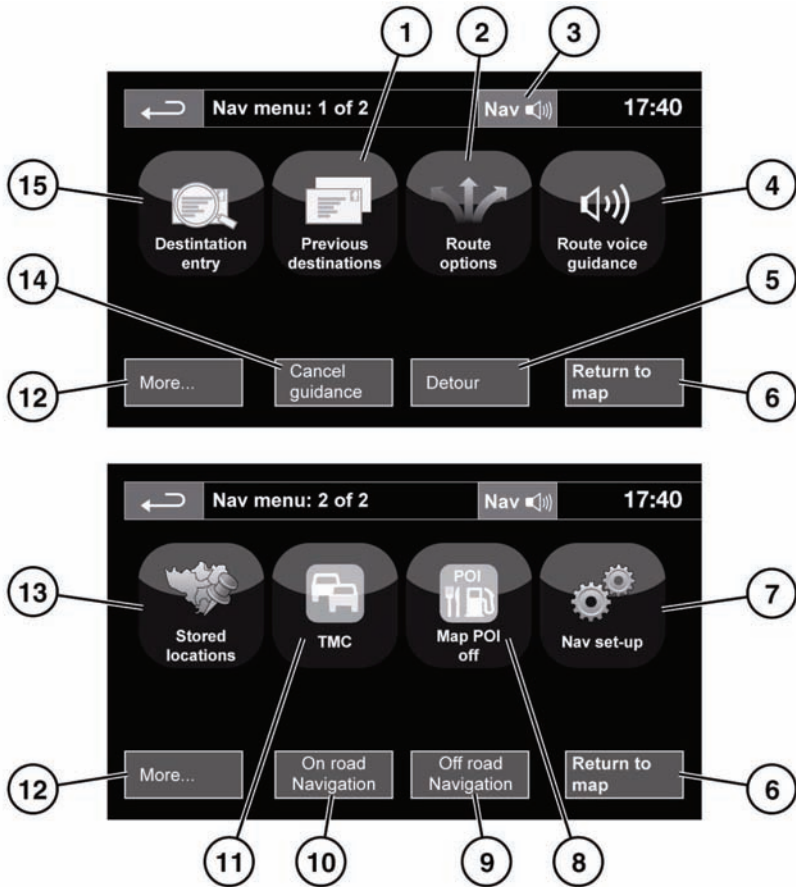 1 2 3
Nav menu: 1 of 2 Nav 17:40
15 4
Destintation
entry
Previous
destinations
Route
options
Route voice
guidance
14 5
More...
Cancel
guidance
Detour
Return to
map
12 6
Nav menu: 2 of 2 Nav 17:40
13 7
Stored
locations
TMC
POI
Map POI
off
Nav set-up
More...
On road
Navigation
Off road
Navigation
Return to
map
12 6
11 10 9 8